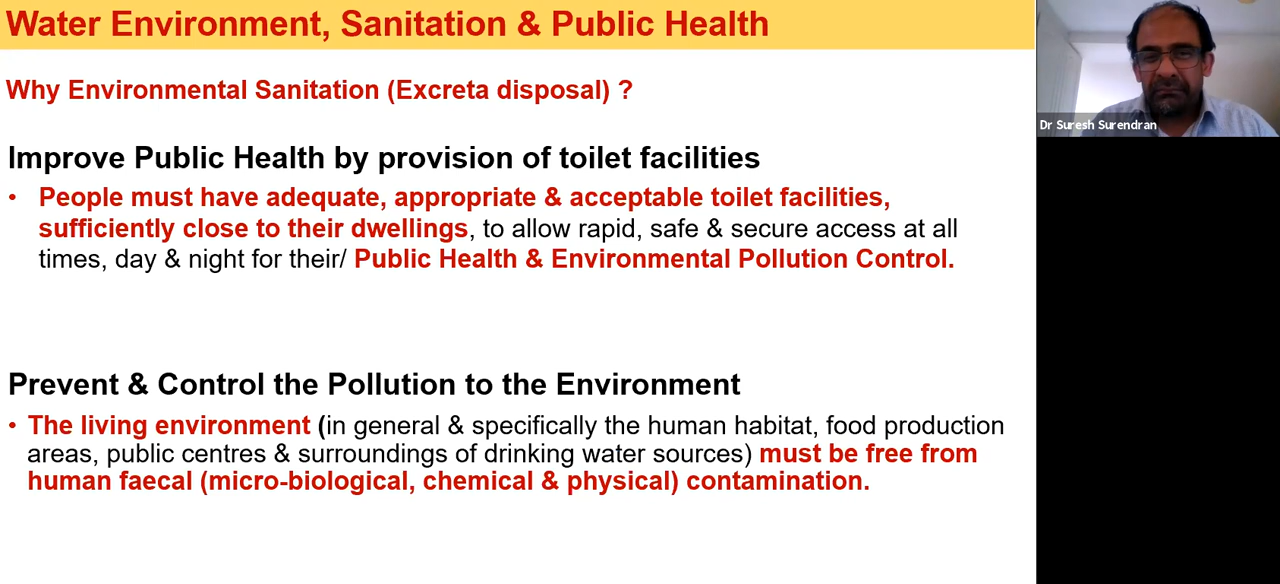 Water Environment, Sanitation & Public Health
Why Environmental Sanitation (Excreta disposal) ?
Improve Public Health by provision of toilet facilities
• People must have adequate, appropriate & acceptable toilet facilities,
sufficiently close to their dwellings, to allow rapid, safe & secure access at all
times, day & night for their/ Public Health & Environmental Pollution Control.
Prevent & Control the Pollution to the Environment
• The living environment (in general & specifically the human habitat, food production
areas, public centres & surroundings of drinking water sources) must be free from
human faecal (micro-biological, chemical & physical) contamination.
Dr Suresh Surendran